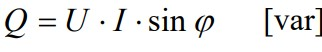 Q = U · I · sin φ [var]